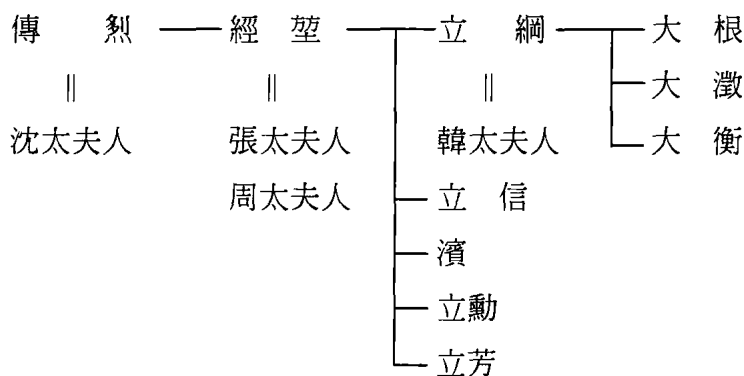 傳 烈 經 堃 立 綱 大 根
大 澂
沈太夫人 張太夫人 韓太夫人 大 衡
周太夫人 立 信
濱
立勳
立芳